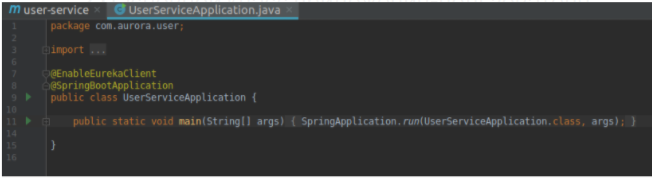 m user-service × UserServiceApplication.java ×
1 package com.aurora.user;
2
3 import ...
6
7 @EnableEurekaClient
8 @SpringBootApplication
9 public class UserServiceApplication {
10
11 public static void main(String[] args) { SpringApplication.run(UserServiceApplication.class, args); }
14
15 }
16